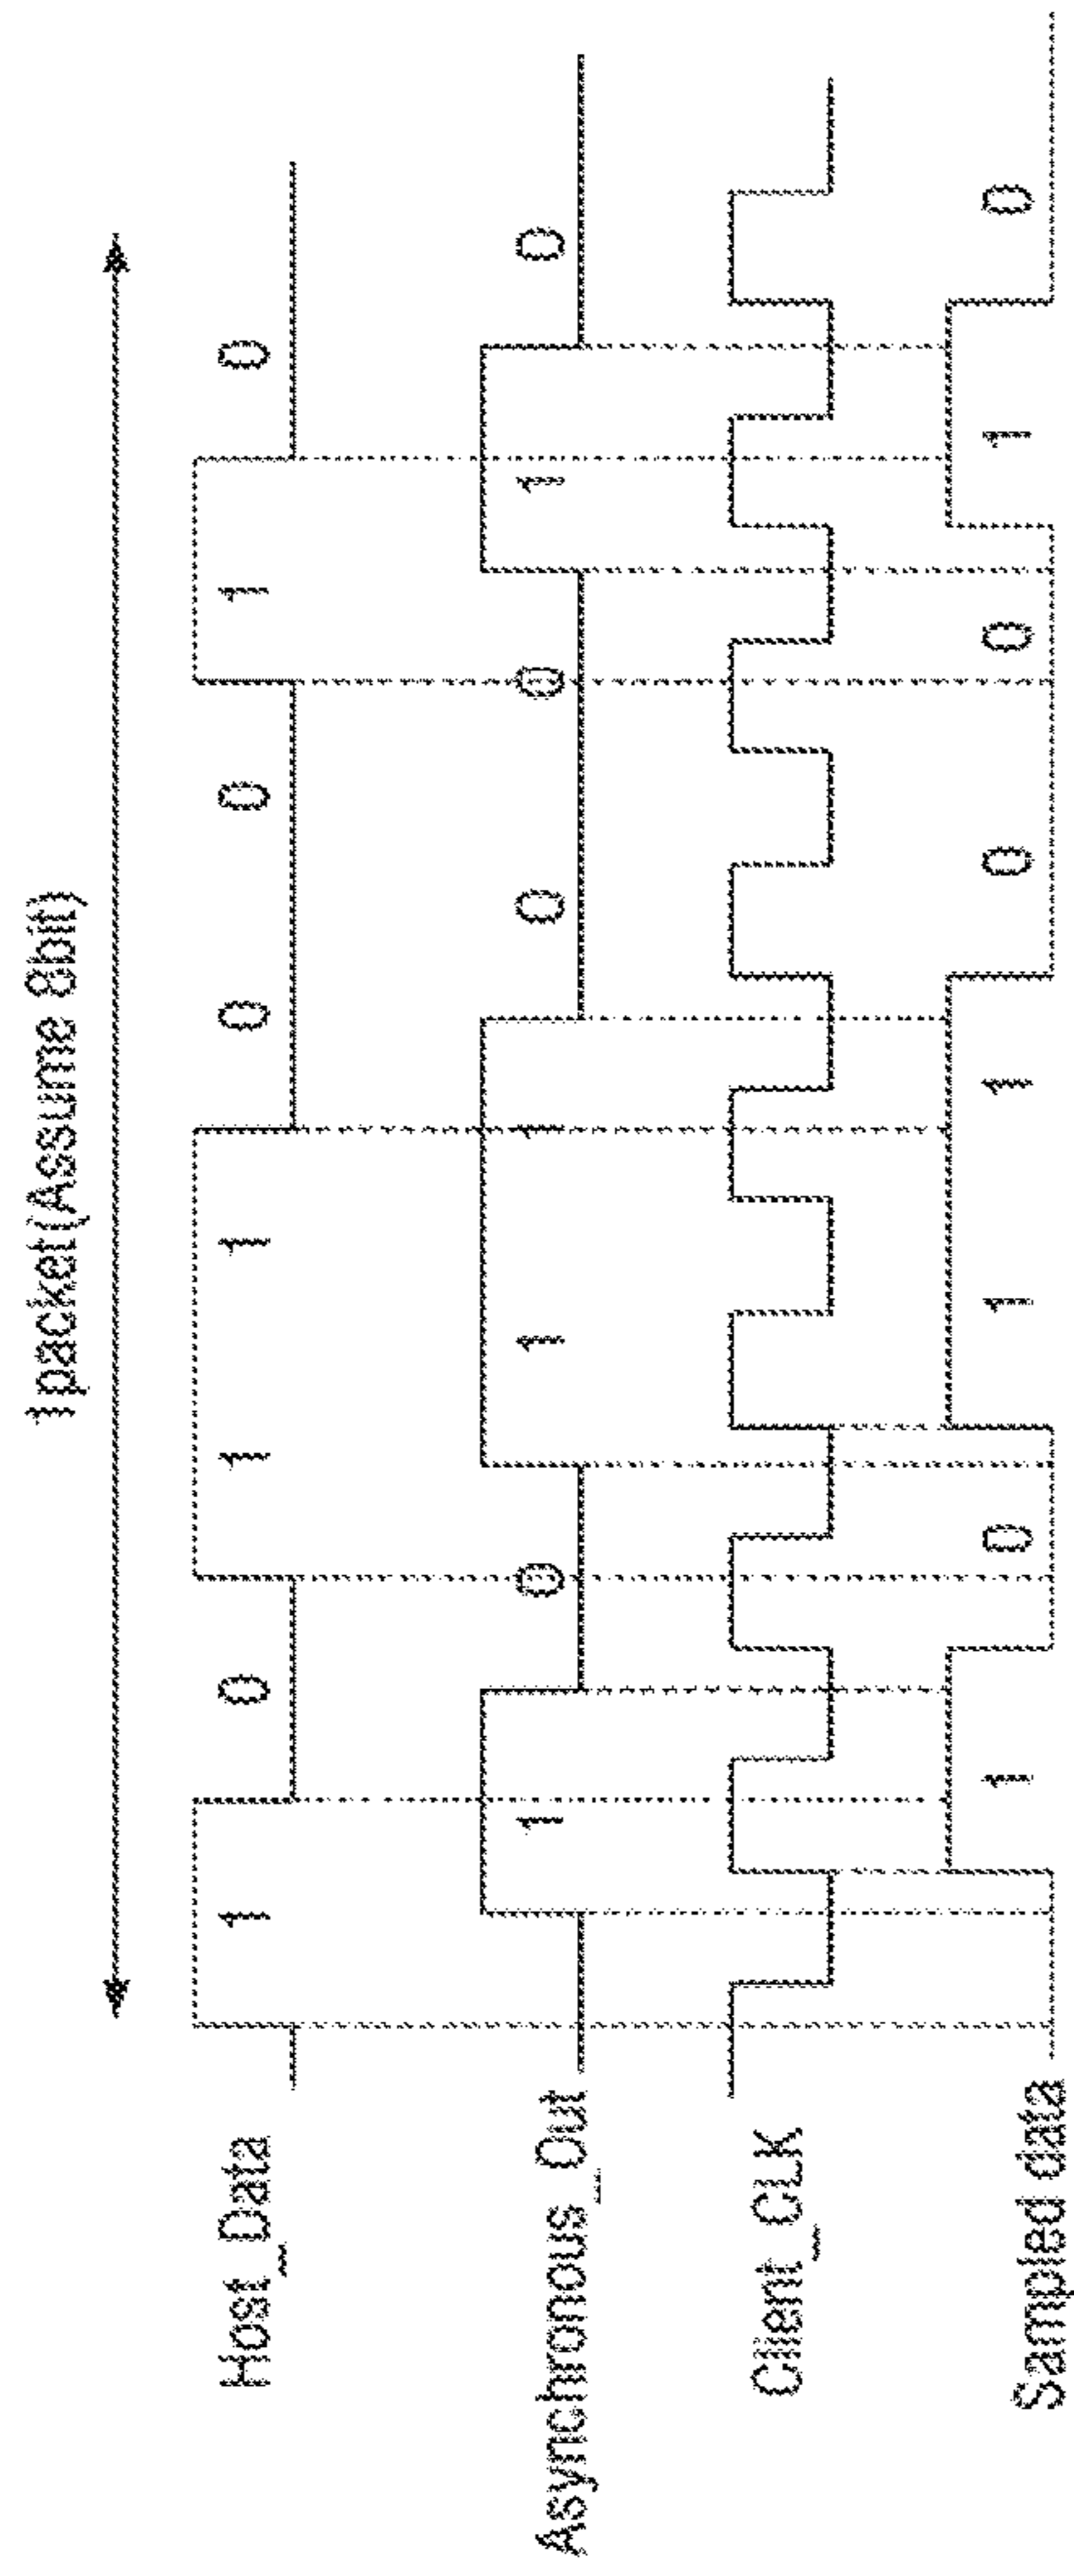 1packet(Assume 8bit)
Host_Data 1 0 1 1 0 0 1 0
Asynchronous_Out 1 0 1 1 0 0 1 0
Client_CLK
Sampled data 1 0 1 1 0 0 1 0